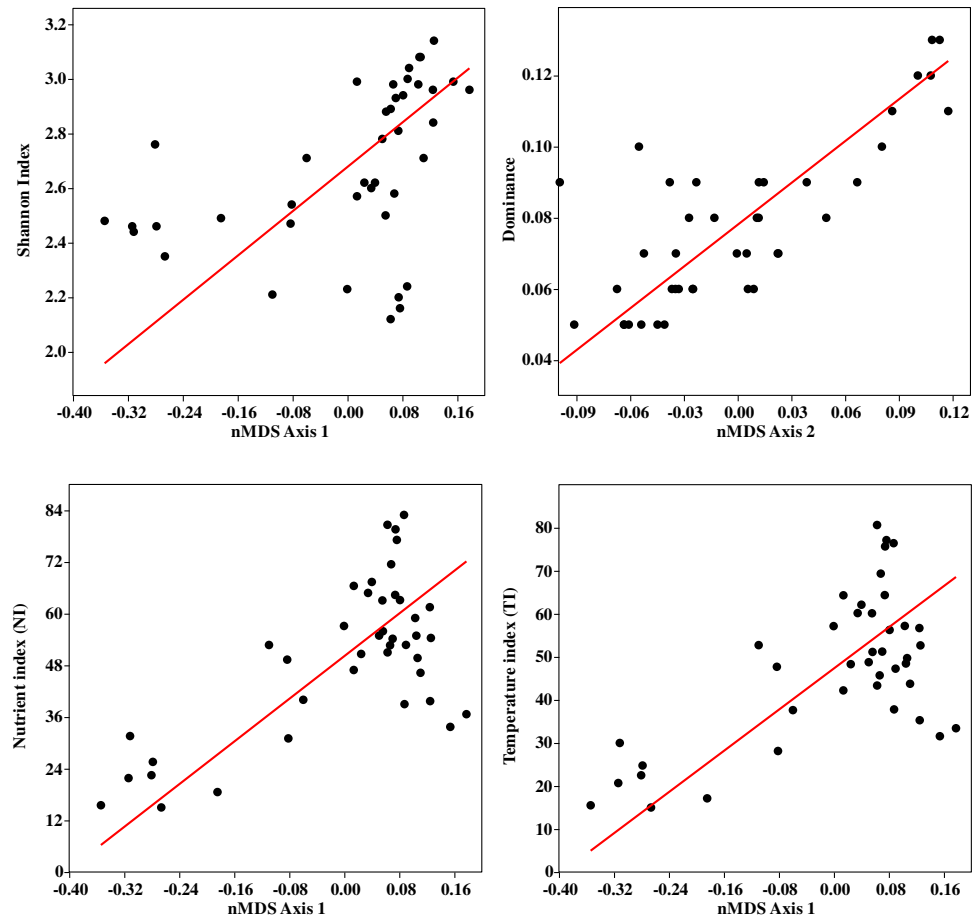 3.2
3.0
2.8
2.6
2.4
2.2
2.0
Shannon Index
-0.40 -0.32 -0.24 -0.16 -0.08 0.00 0.08 0.16
nMDS Axis 1
0.12
0.10
0.08
0.06
0.04
Dominance
-0.09 -0.06 -0.03 0.00 0.03 0.06 0.09 0.12
nMDS Axis 2
84
72
60
48
36
24
12
0
Nutrient index (NI)
-0.40 -0.32 -0.24 -0.16 -0.08 0.00 0.08 0.16
nMDS Axis 1
80
70
60
50
40
30
20
10
0
Temperature index (TI)
-0.40 -0.32 -0.24 -0.16 -0.08 0.00 0.08 0.16
nMDS Axis 1